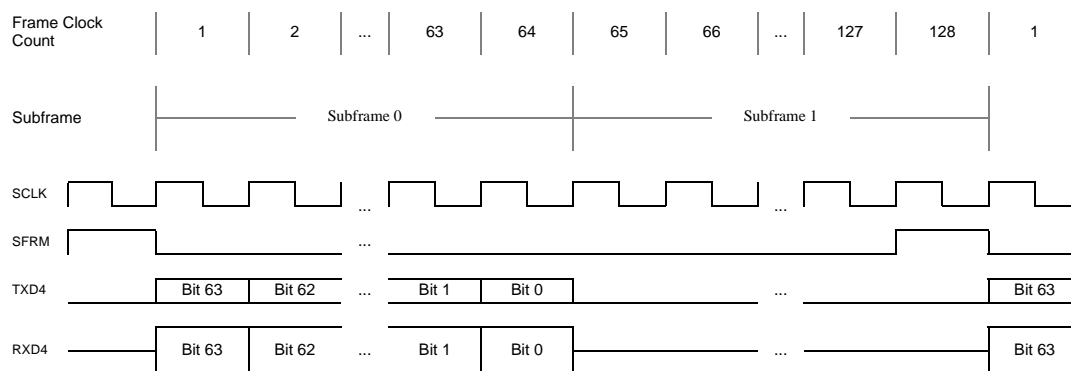 Frame Clock
Count
1 2 ... 63 64 65 66 ... 127 128 1
Subframe Subframe 0 Subframe 1
SCLK ... ...
SFRM ...
TXD4 Bit 63 Bit 62 ... Bit 1 Bit 0 ... Bit 63
RXD4 Bit 63 Bit 62 ... Bit 1 Bit 0 ... Bit 63